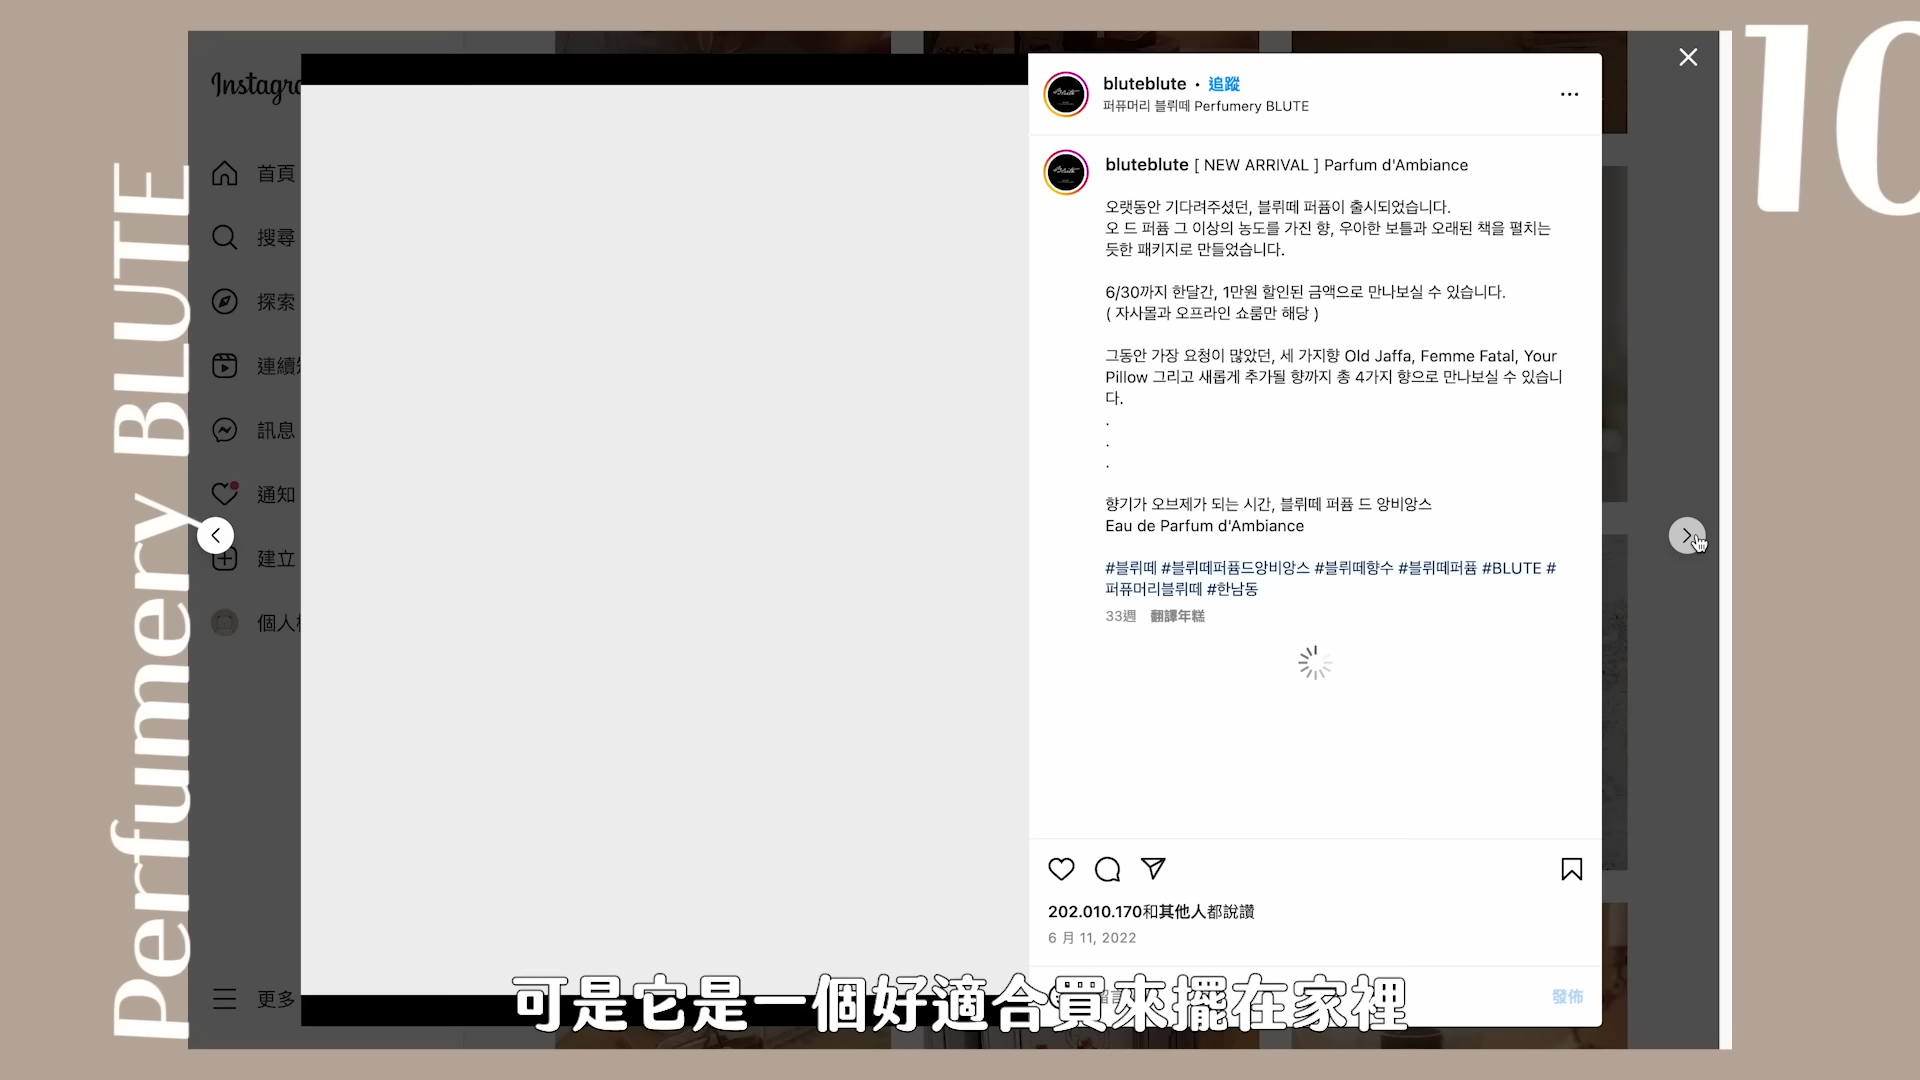 Perfumery BLUTE
10
首頁
搜尋
探索
訊息
通知
建立
更多
bluteblute • 追蹤
퍼퓨머리 블뤼떼 Perfumery BLUTE
bluteblute [ NEW ARRIVAL ] Parfum d'Ambiance
오랫동안 기다려주셨던, 블뤼떼 퍼퓸이 출시되었습니다.
오 드 퍼퓸 그 이상의 농도를 가진 향, 우아한 보틀과 오래된 책을 펼치는
듯한 패키지로 만들었습니다.
6/30까지 한달간, 1만원 할인된 금액으로 만나보실 수 있습니다.
( 자사몰과 오프라인 쇼룸만 해당 )
그동안 가장 요청이 많았던, 세 가지향 Old Jaffa, Femme Fatal, Your
Pillow 그리고 새롭게 추가될 향까지 총 4가지 향으로 만나보실 수 있습니
다.
.
.
.
향기가 오브제가 되는 시간, 블뤼떼 퍼퓸 드 앙비앙스
Eau de Parfum d'Ambiance
#블뤼떼 #블뤼떼퍼퓸드앙비앙스 #블뤼떼향수 #블뤼떼퍼퓸 #BLUTE #
퍼퓨머리블뤼떼 #한남동
33週 翻譯年糕
202.010.170和其他人都說讚
6 月 11, 2022
發佈
可是它是一個好適合買來擺在家裡